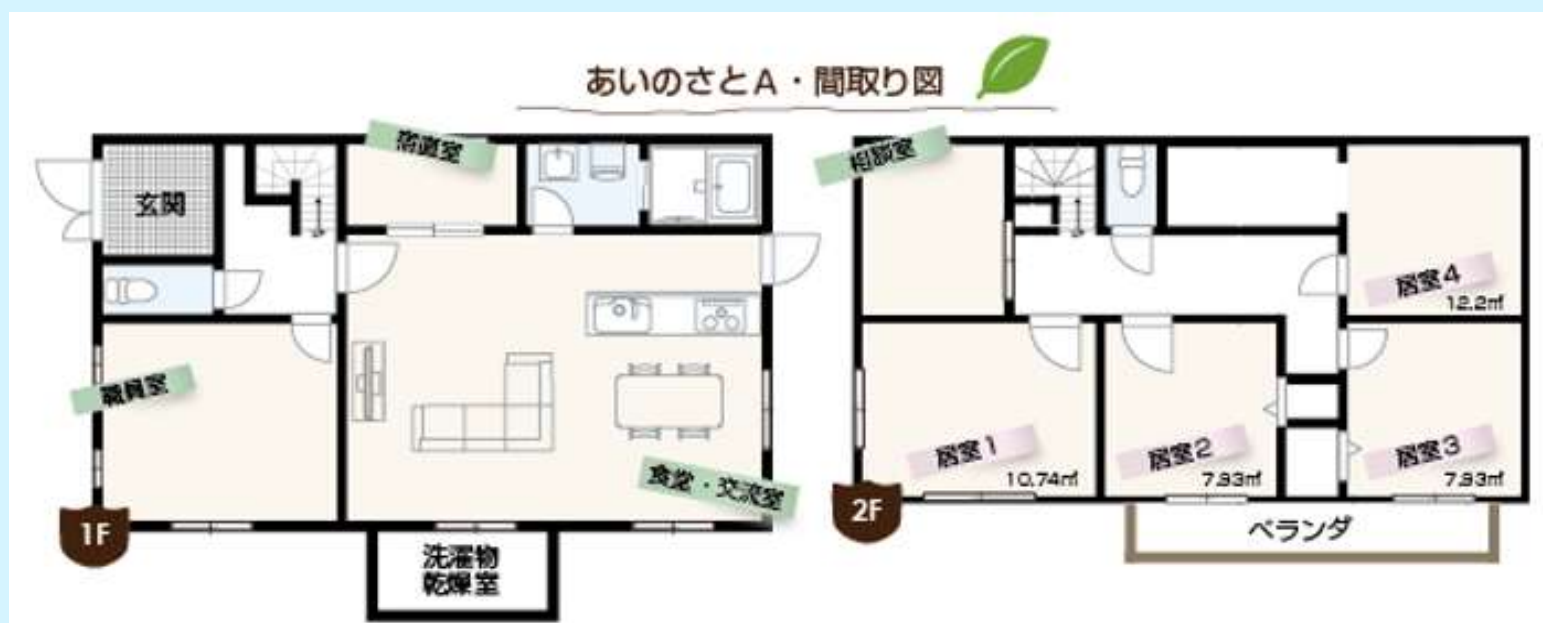 あいのさとA・間取り図
宿直室
玄関
職員室
食堂・交流室
1F
洗濯物
乾燥室
相談室
居室4
12.2㎡
居室1
10.74㎡
居室2
7.93㎡
居室3
7.93㎡
2F
ベランダ